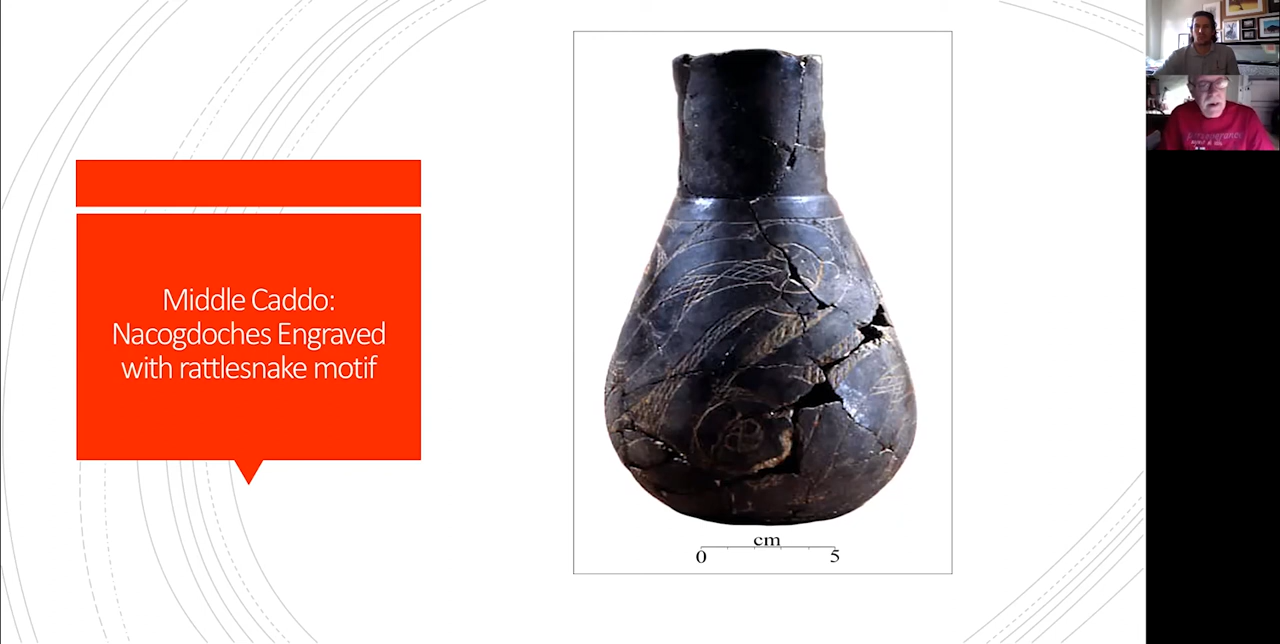 Middle Caddo:
Nacogdoches Engraved
with rattlesnake motif
cm
0 5